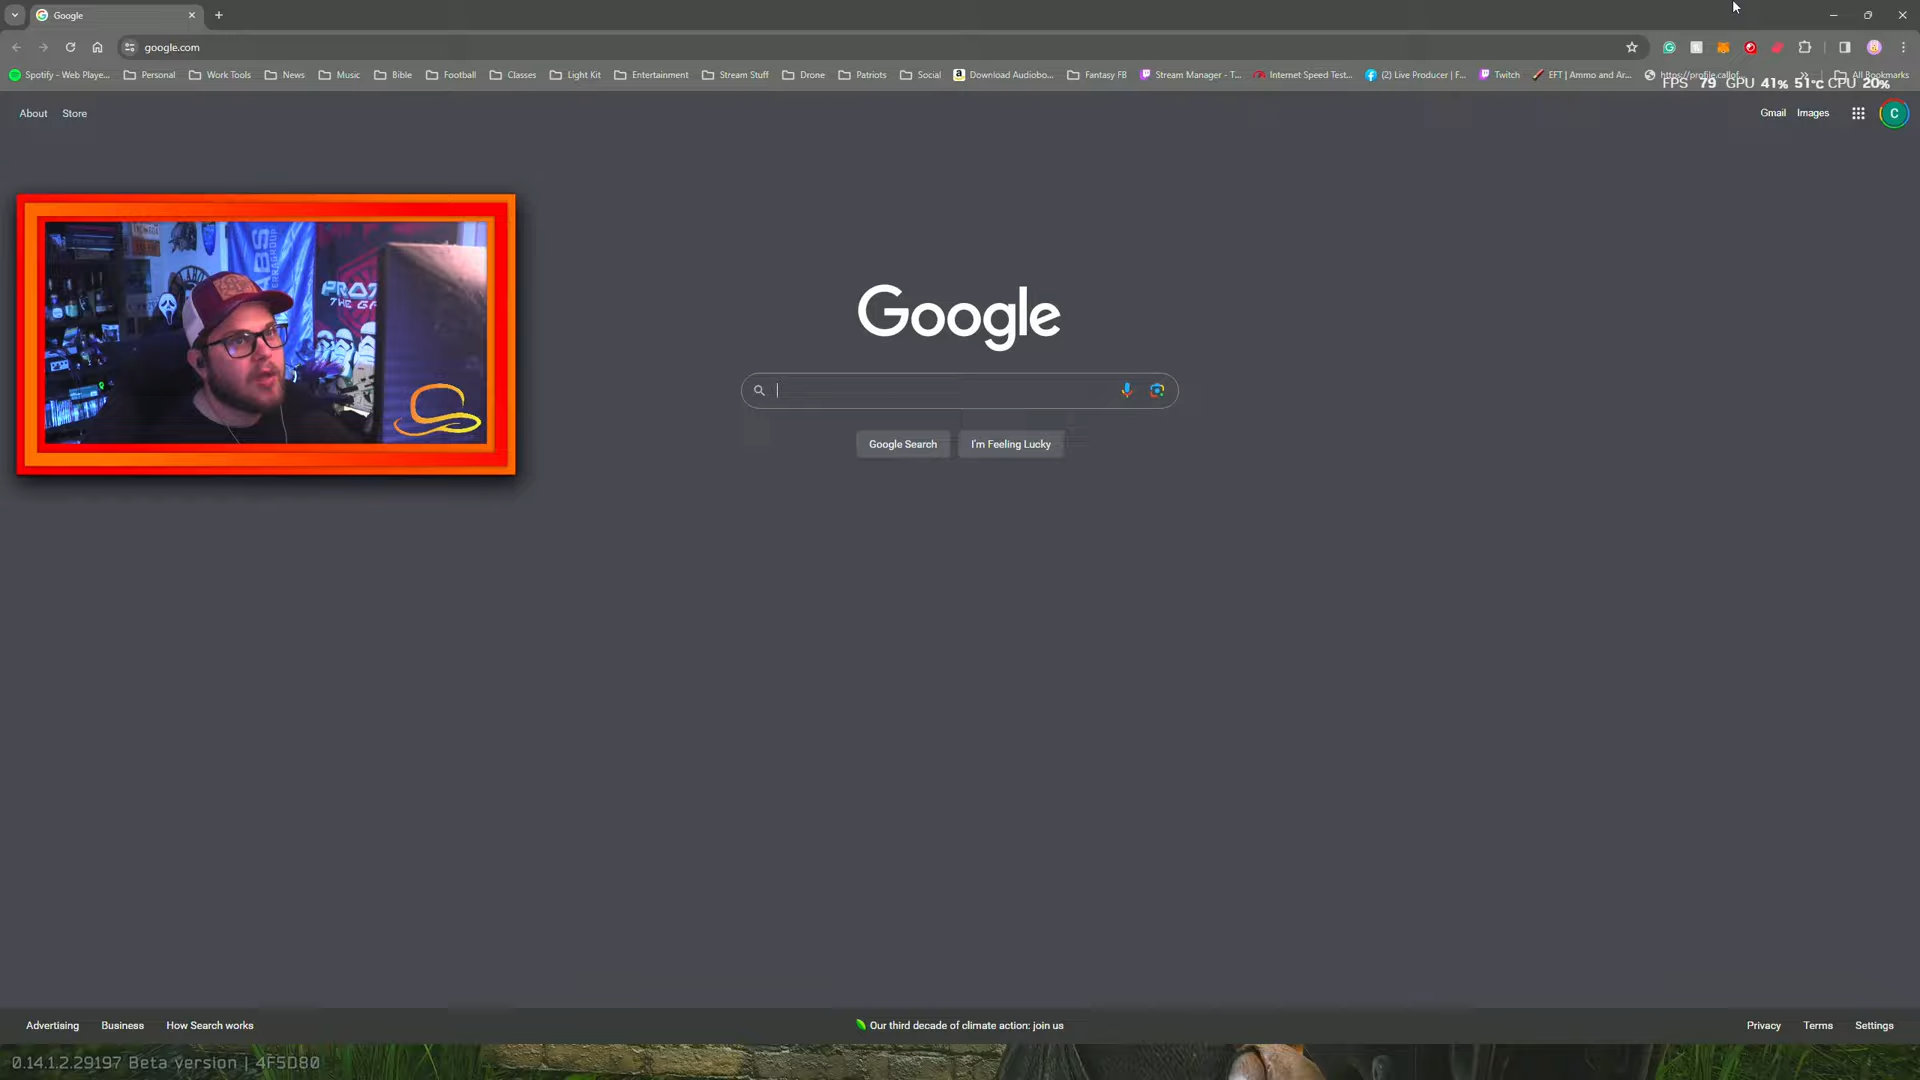 Google
google.com
Spotify - Web Playe... Personal Work Tools News Music Bible Football Classes Light Kit Entertainment Stream Stuff Drone Patriots Social Download Audiobo... Fantasy FB Stream Manager - T... Internet Speed Test... (2) Live Producer | F... Twitch EFT | Ammo and Ar... https://profile.callof... All Bookmarks
FPS 79 GPU 41% 51°C CPU 20%
About Store Gmail Images C
Google
Google Search I'm Feeling Lucky
Advertising Business How Search works Our third decade of climate action: join us Privacy Terms Settings
0.14.1.2.29197 Beta version | 4F5D80